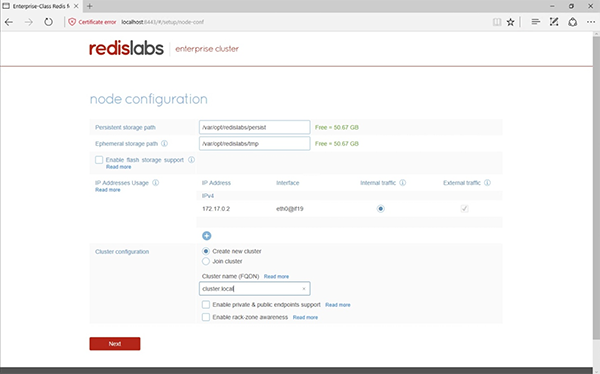 Enterprise-Class Redis f
Certificate error localhost:8443/#/setup/node-conf
redislabs enterprise cluster
node configuration
Persistent storage path /var/opt/redislabs/persist Free = 50.67 GB
Ephemeral storage path /var/opt/redislabs/tmp Free = 50.67 GB
Enable flash storage support
Read more
IP Addresses Usage IP Address Interface Internal traffic External traffic
Read more
IPv4
172.17.0.2 eth0@if19
Cluster configuration Create new cluster
Join cluster
Cluster name (FQDN) Read more
cluster.local
Enable private & public endpoints support Read more
Enable rack-zone awareness Read more
Next